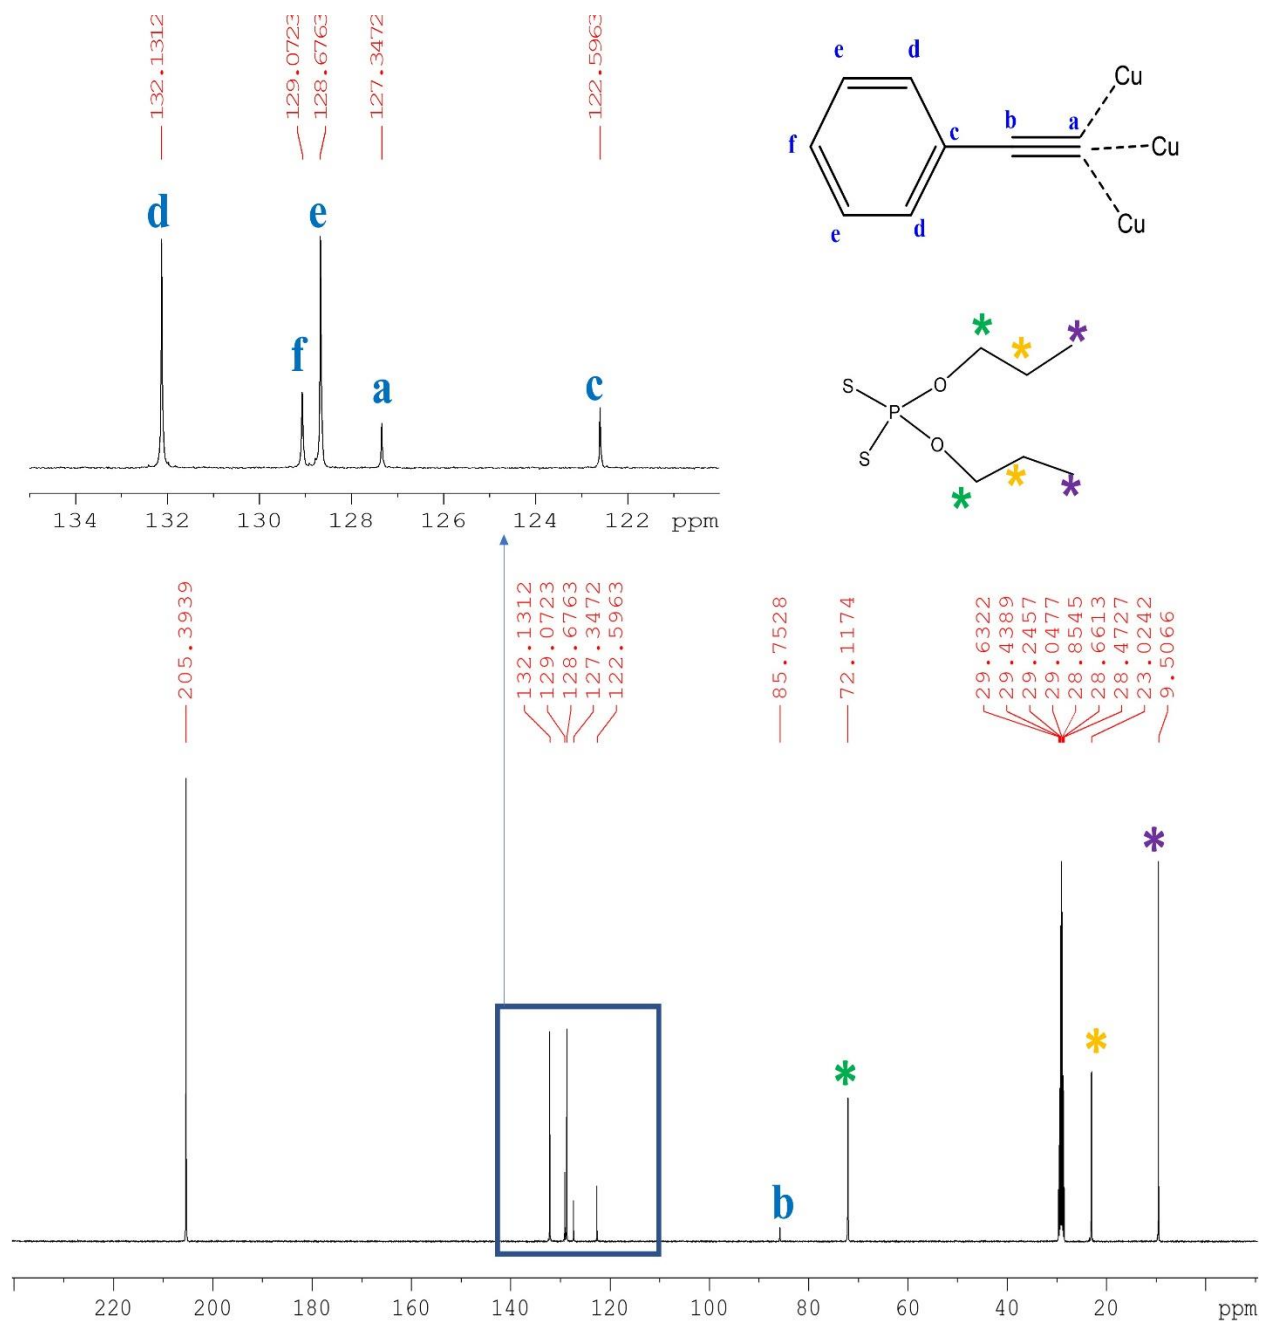 132.1312
129.0723
128.6763
127.3472
122.5963
d
f
e
a
c
134 132 130 128 126 124 122 ppm
e
d
f
c
b
a
Cu
Cu
Cu
e
d
* * *
S
P
O
O
S
* * *
205.3939
132.1312
129.0723
128.6763
127.3472
122.5963
85.7528
72.1174
29.6322
29.4389
29.2457
29.0477
28.8545
28.6613
28.4727
23.0242
9.5066
*
*
*
b
220 200 180 160 140 120 100 80 60 40 20 ppm